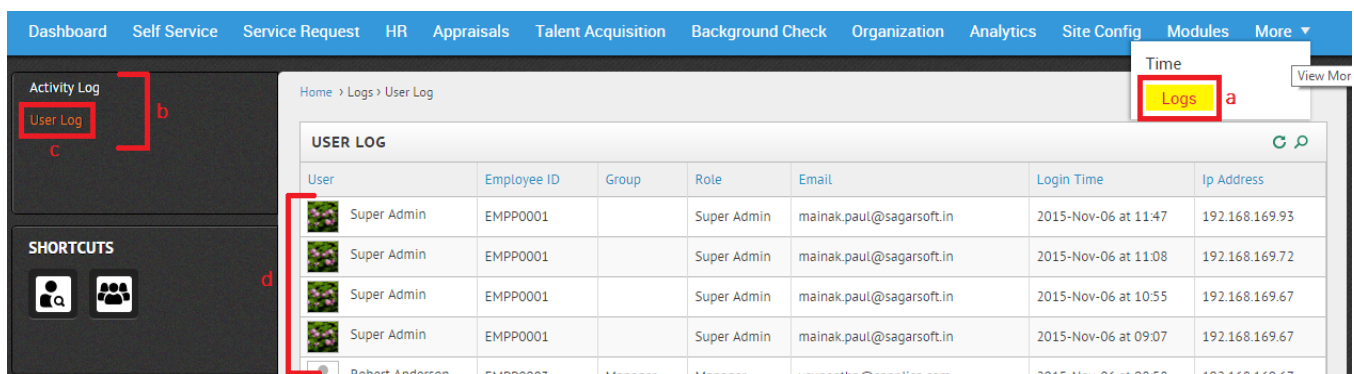 Dashboard Self Service Service Request HR Appraisals Talent Acquisition Background Check Organization Analytics Site Config Modules More ▼
Time
View Mor
Logs a
Activity Log
User Log
b
c
Home › Logs › User Log
USER LOG
User Employee ID Group Role Email Login Time Ip Address
Super Admin EMPP0001 Super Admin mainak.paul@sagarsoft.in 2015-Nov-06 at 11:47 192.168.169.93
Super Admin EMPP0001 Super Admin mainak.paul@sagarsoft.in 2015-Nov-06 at 11:08 192.168.169.72
Super Admin EMPP0001 Super Admin mainak.paul@sagarsoft.in 2015-Nov-06 at 10:55 192.168.169.67
Super Admin EMPP0001 Super Admin mainak.paul@sagarsoft.in 2015-Nov-06 at 09:07 192.168.169.67
Robert Anderson Manager
SHORTCUTS
d